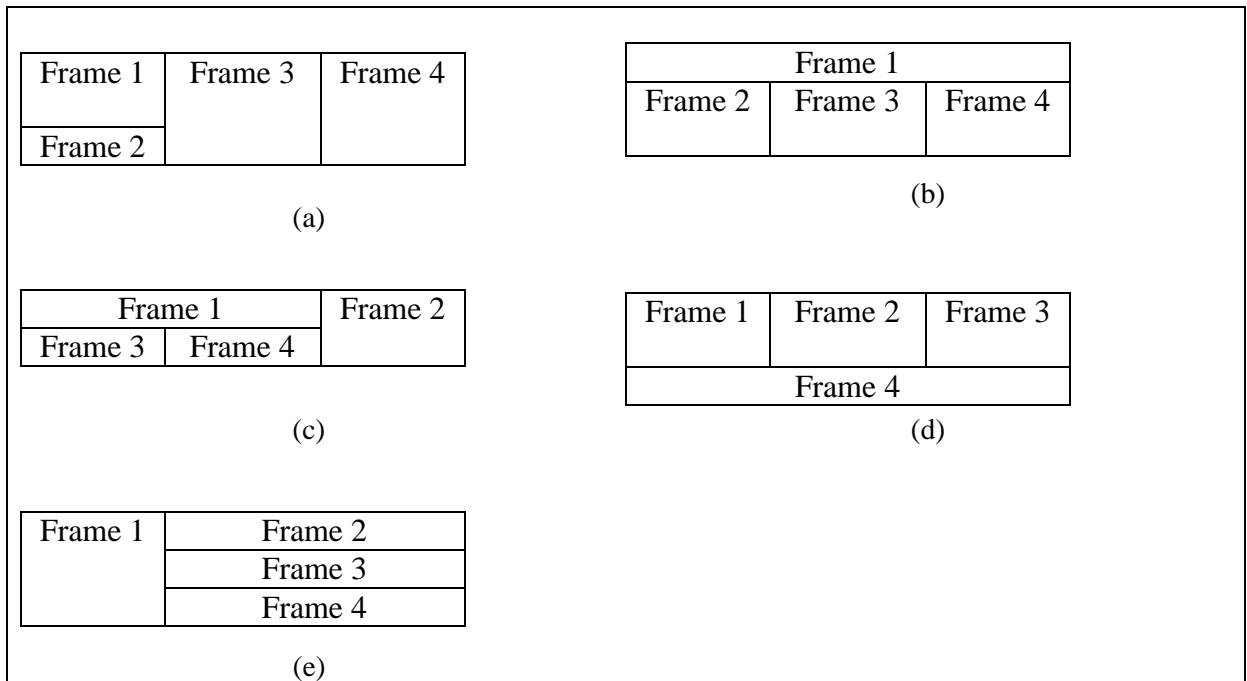 Frame 1 Frame 3 Frame 4
Frame 2
(a)
Frame 1
Frame 2 Frame 3 Frame 4
(b)
Frame 1 Frame 2
Frame 3 Frame 4
(c)
Frame 1 Frame 2 Frame 3
Frame 4
(d)
Frame 1 Frame 2
Frame 3
Frame 4
(e)